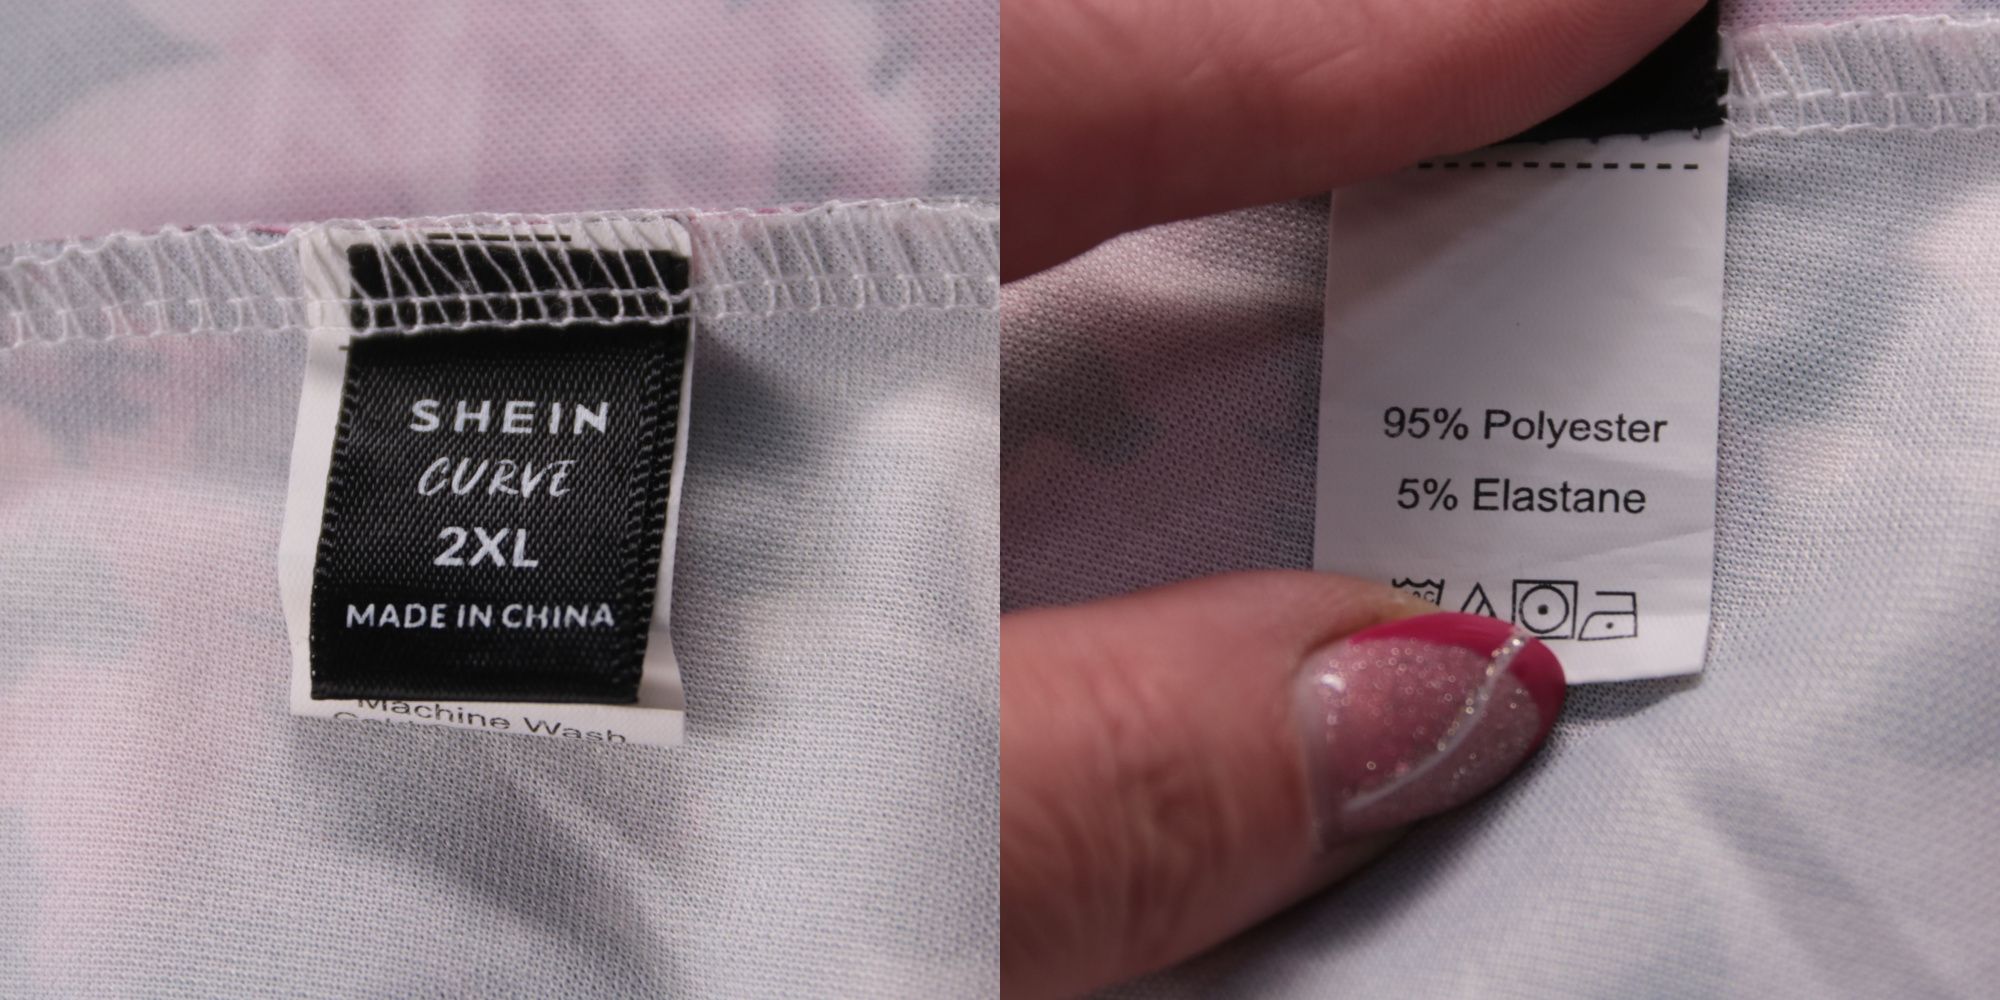 SHEIN
CURVE
2XL
MADE IN CHINA
Machine Wash
95% Polyester
5% Elastane